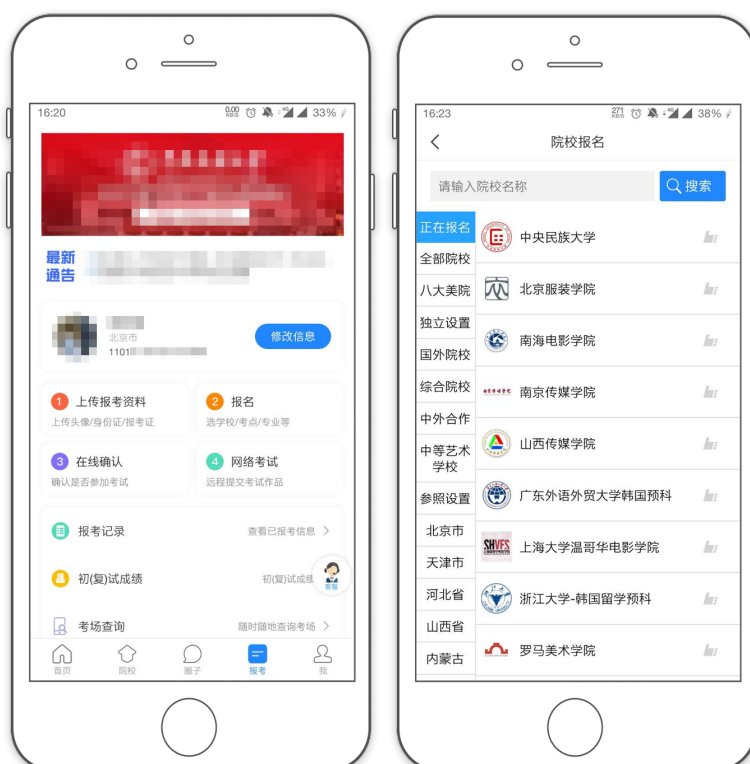 16:20
0.00 KB/S 4G 33%
最新
通告
北京市
1101
修改信息
1 上传报考资料
上传头像/身份证/报考证
2 报名
选学校/考点/专业等
3 在线确认
确认是否参加考试
4 网络考试
远程提交考试作品
报考记录
查看已报考信息 >
初(复)试成绩
初(复)试成绩
客服
考场查询
随时随地查询考场 >
首页
院校
圈子
报考
我
16:23
271 KB/S 4G 38%
院校报名
请输入院校名称
搜索
正在报名
全部院校
八大美院
独立设置
国外院校
综合院校
中外合作
中等艺术
学校
参照设置
北京市
天津市
河北省
山西省
内蒙古
中央民族大学
北京服装学院
南海电影学院
南京传媒学院
山西传媒学院
广东外语外贸大学韩国预科
SHVFS
上海大学温哥华电影学院
浙江大学-韩国留学预科
罗马美术学院